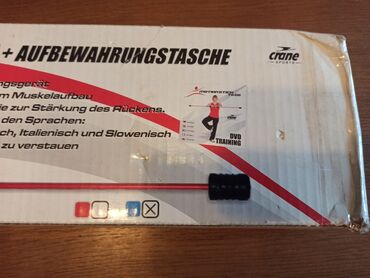 + AUFBEWAHRUNGSTASCHE
crane
SPORTS
ngsgerät
m Muskelaufbau
ie zur Stärkung des Rückens.
den Sprachen:
ch, Italienisch und Slowenisch
zu verstauen
DVD
TRAINING